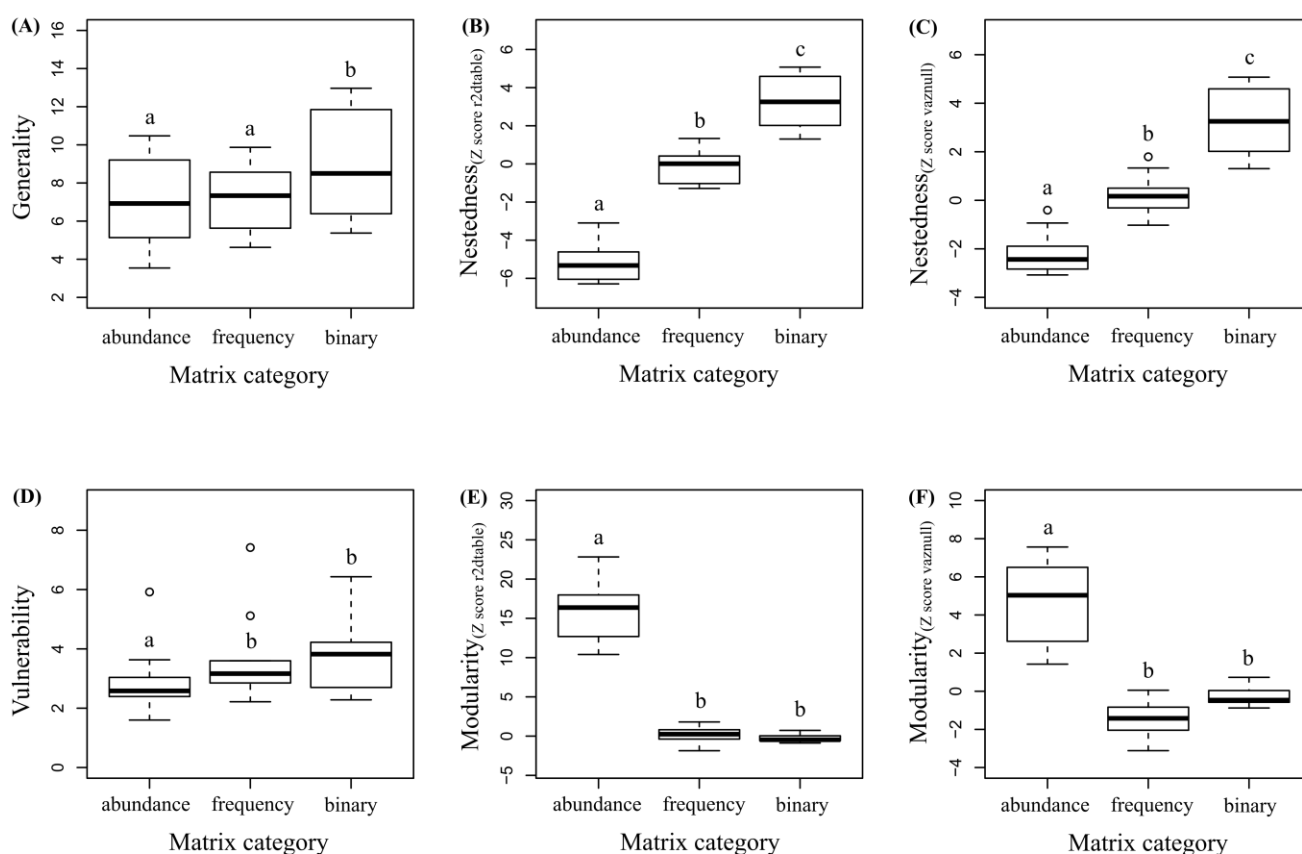 (A)
Generality
16
14
12
10
8
6
4
2
a
a
b
abundance frequency binary
Matrix category
(B)
Nestedness(Z score r2dtable)
6
4
2
0
−2
−4
−6
a
b
c
abundance frequency binary
Matrix category
(C)
Nestedness(Z score vaznull)
6
4
2
0
−2
−4
a
b
c
abundance frequency binary
Matrix category
(D)
Vulnerability
8
6
4
2
0
a
b
b
abundance frequency binary
Matrix category
(E)
Modularity(Z score r2dtable)
30
25
20
15
10
5
0
−5
a
b
b
abundance frequency binary
Matrix category
(F)
Modularity(Z score vaznull)
10
8
6
4
2
0
−2
−4
a
b
b
abundance frequency binary
Matrix category